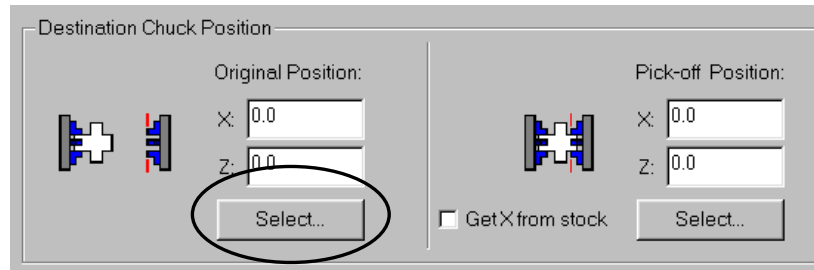 Destination Chuck Position
Original Position:
X: 0.0
Z: 0.0
Select...
Pick-off Position:
X: 0.0
Z: 0.0
Get X from stock
Select...